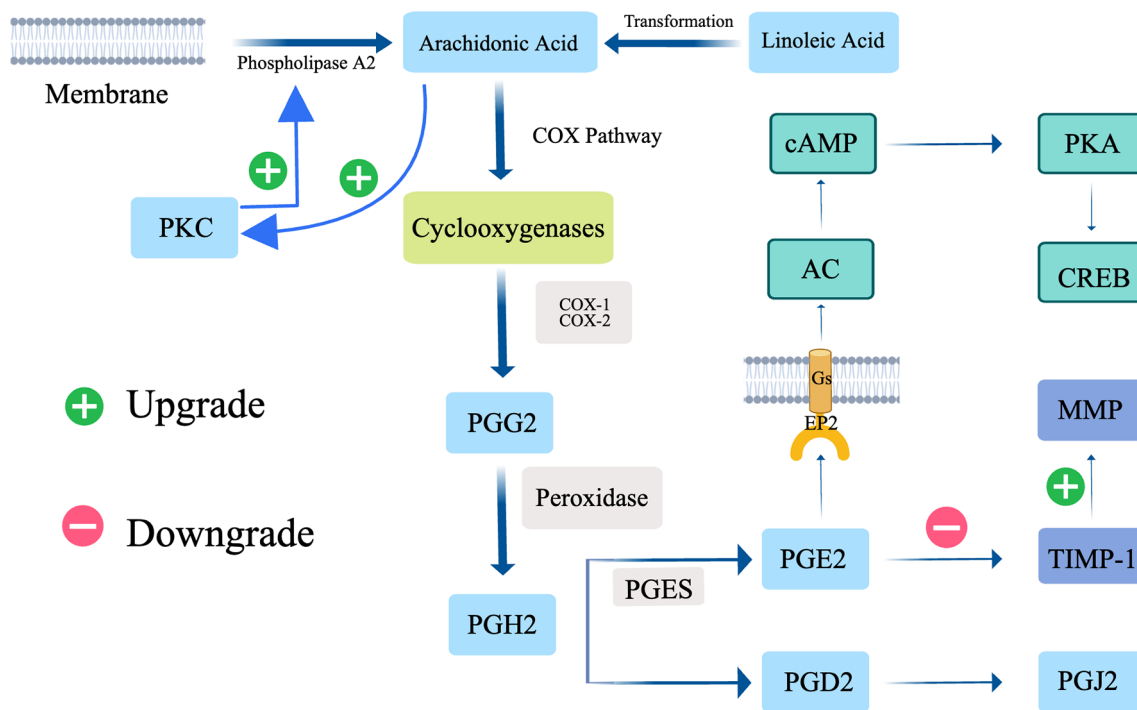 Transformation
Arachidonic Acid
Linoleic Acid
Phospholipase A2
Membrane
COX Pathway
cAMP
PKA
PKC
Cyclooxygenases
AC
CREB
COX-1
COX-2
Gs
EP2
Upgrade
PGG2
MMP
Peroxidase
Downgrade
PGE2
TIMP-1
PGES
PGH2
PGD2
PGJ2